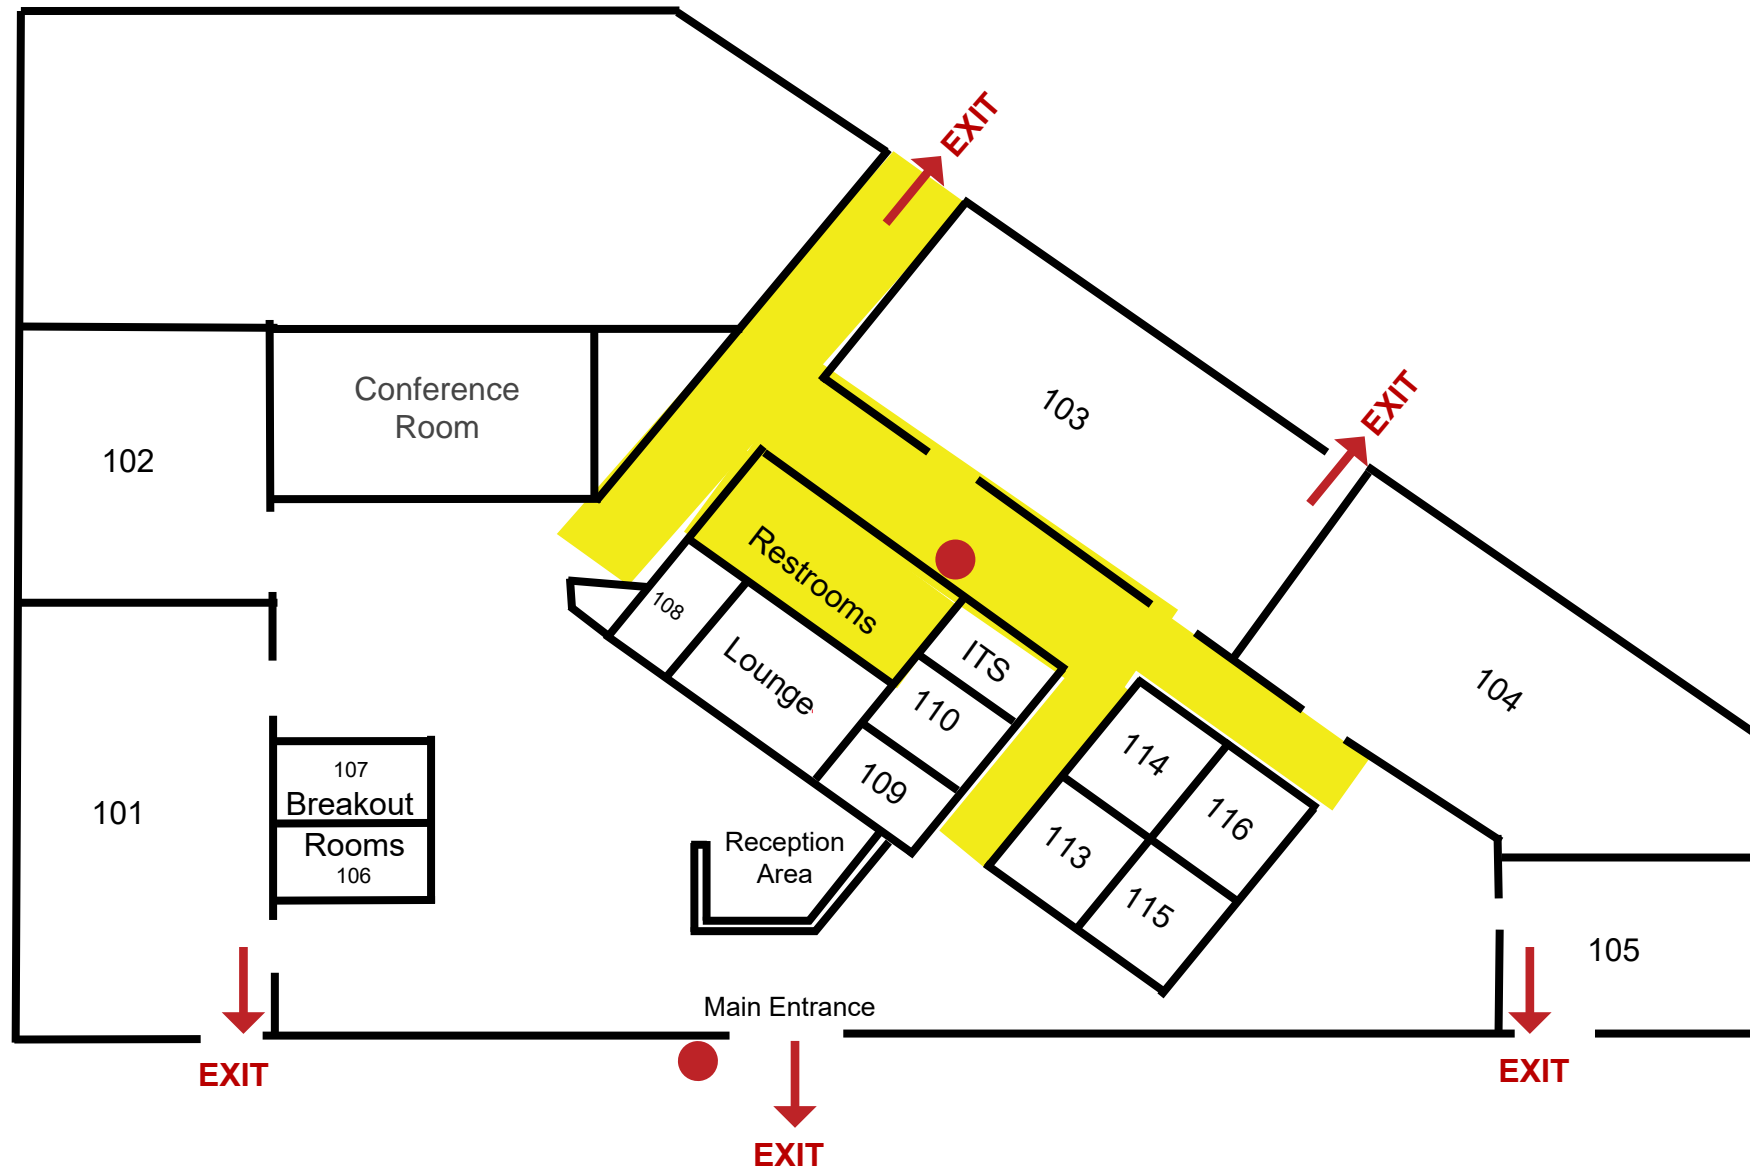 EXIT
EXIT
Conference
Room
103
102
Restrooms
108
Lounge
ITS
110
109
104
114
116
113
115
101
107
Breakout
Rooms
106
Reception
Area
105
Main Entrance
EXIT
EXIT
EXIT